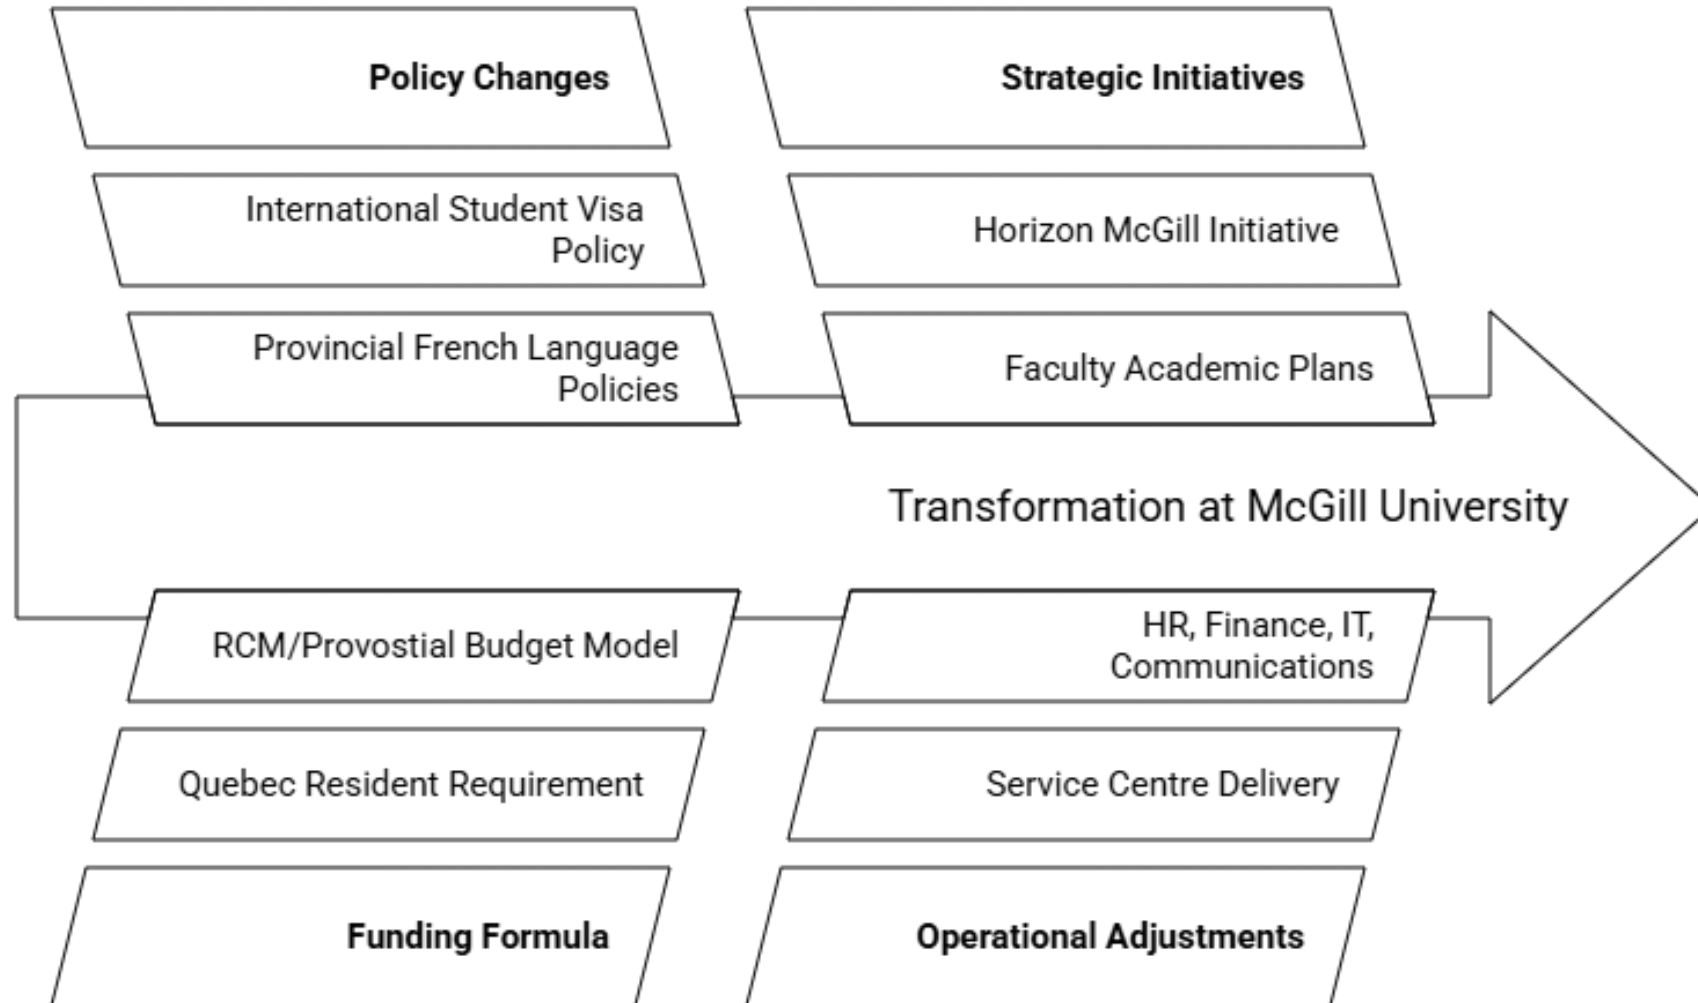 Policy Changes
Strategic Initiatives
International Student Visa
Policy
Horizon McGill Initiative
Provincial French Language
Policies
Faculty Academic Plans
Transformation at McGill University
RCM/Provostial Budget Model
HR, Finance, IT,
Communications
Quebec Resident Requirement
Service Centre Delivery
Funding Formula
Operational Adjustments